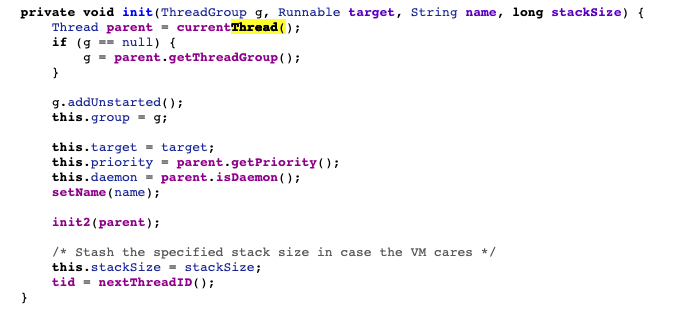 private void init(ThreadGroup g, Runnable target, String name, long stackSize) {
Thread parent = currentThread();
if (g == null) {
g = parent.getThreadGroup();
}
g.addUnstarted();
this.group = g;
this.target = target;
this.priority = parent.getPriority();
this.daemon = parent.isDaemon();
setName(name);
init2(parent);
/* Stash the specified stack size in case the VM cares */
this.stackSize = stackSize;
tid = nextThreadID();
}